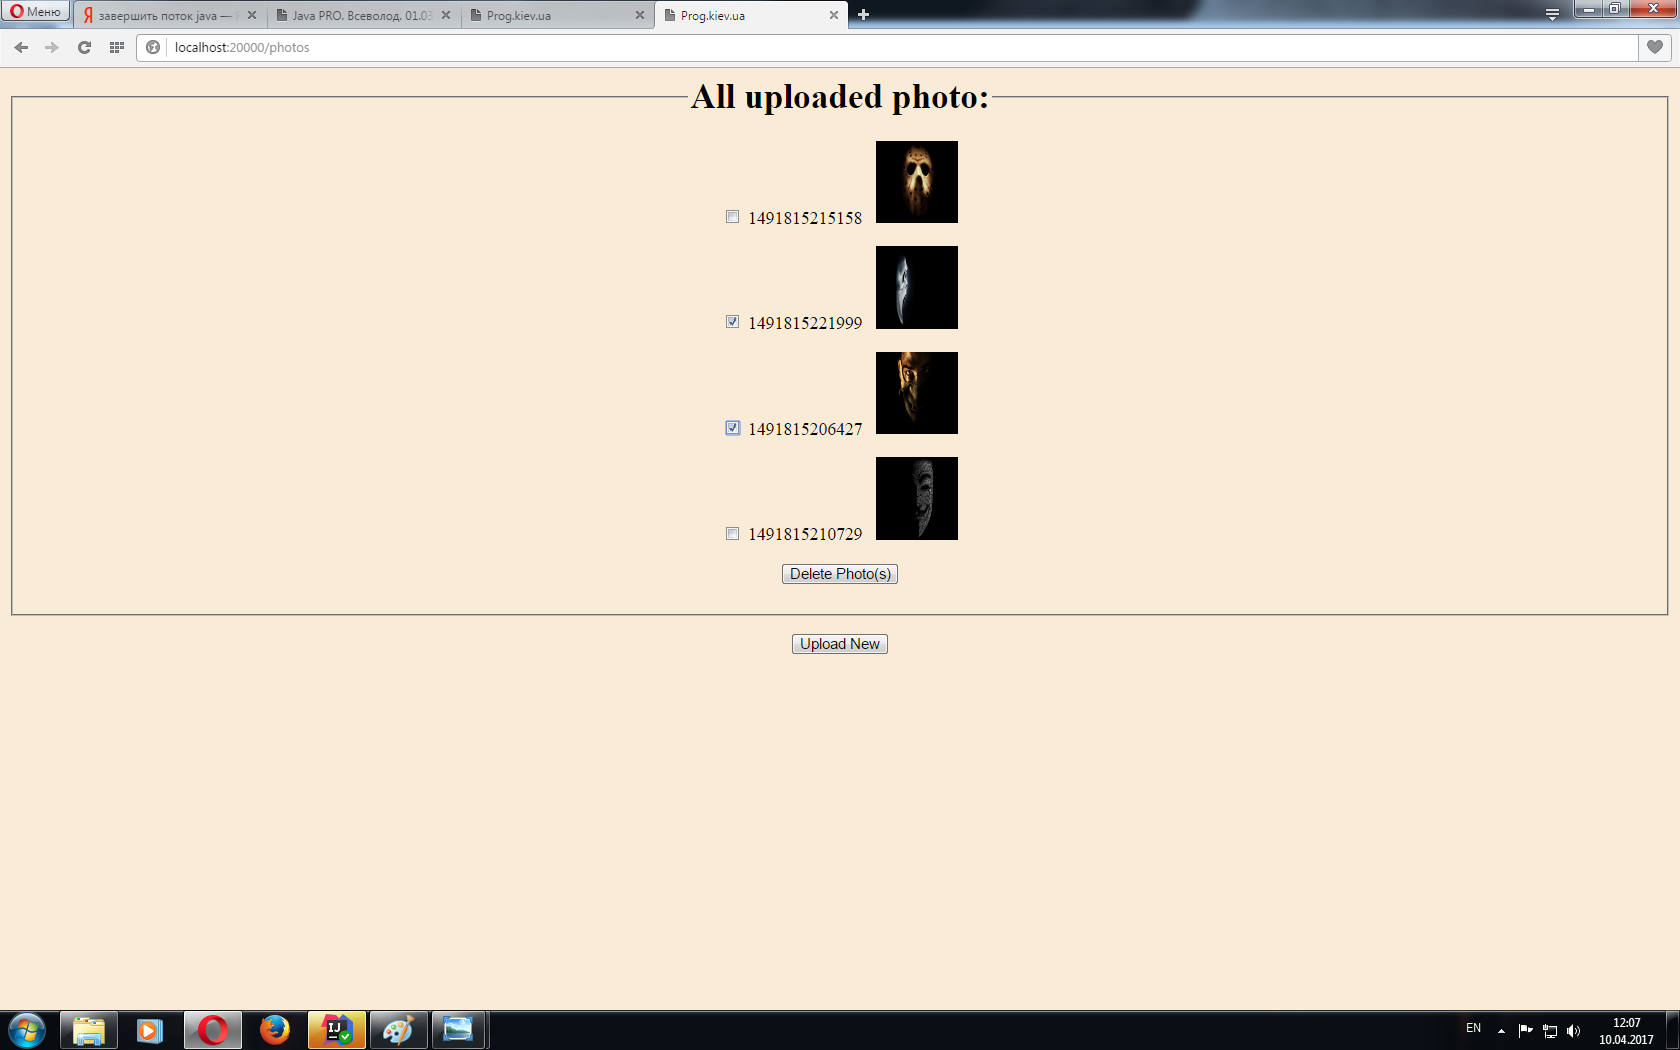 Меню
завершить поток java —
Java PRO. Всеволод. 01.03
Prog.kiev.ua
Prog.kiev.ua
localhost:20000/photos
All uploaded photo:
1491815215158
1491815221999
1491815206427
1491815210729
Delete Photo(s)
Upload New
EN
12:07
10.04.2017